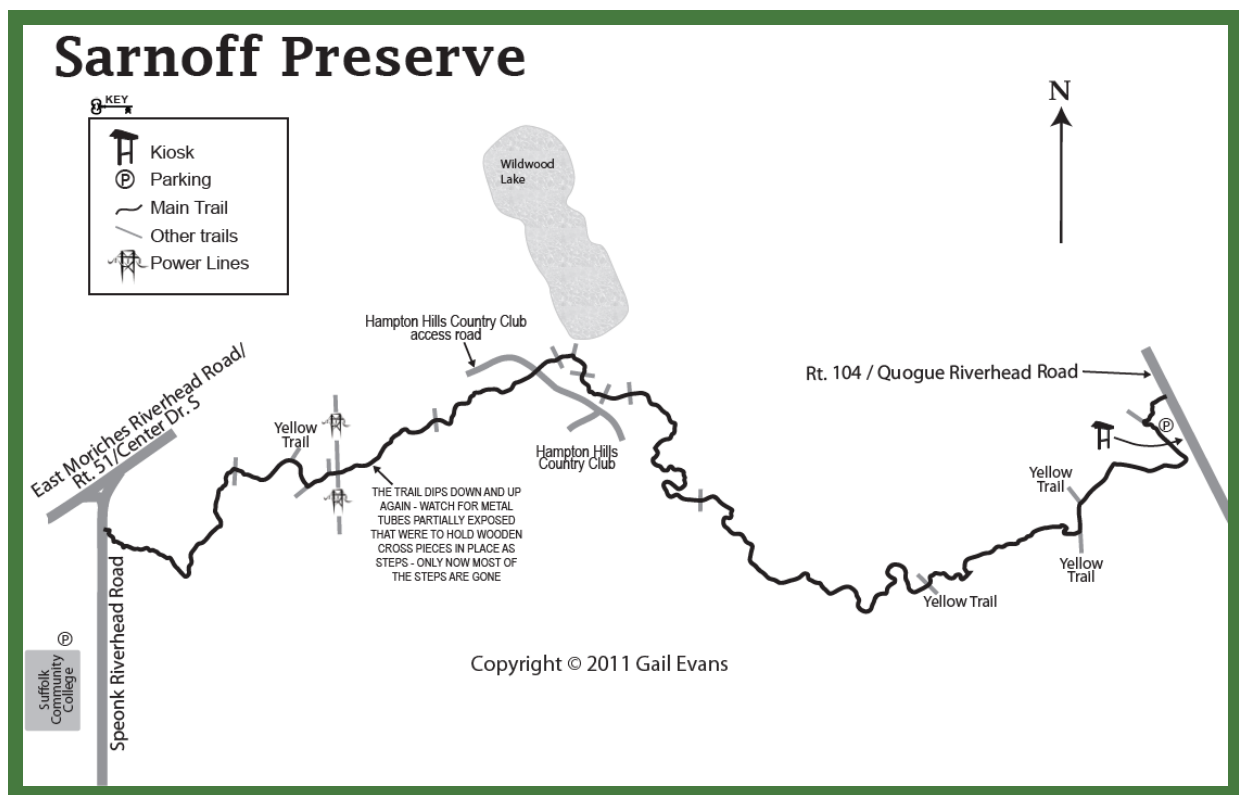 Sarnoff Preserve
KEY
Kiosk
P
Parking
Main Trail
Other trails
Power Lines
N
Wildwood
Lake
Hampton Hills Country Club
access road
Rt. 104 / Quogue Riverhead Road
East Moriches Riverhead Road/
Rt. 51/Center Dr. S
Yellow
Trail
Hampton Hills
Country Club
P
Yellow
Trail
THE TRAIL DIPS DOWN AND UP
AGAIN - WATCH FOR METAL
TUBES PARTIALLY EXPOSED
THAT WERE TO HOLD WOODEN
CROSS PIECES IN PLACE AS
STEPS - ONLY NOW MOST OF
THE STEPS ARE GONE
Yellow
Trail
Yellow Trail
Speonk Riverhead Road
P
Suffolk
Community
College
Copyright © 2011 Gail Evans